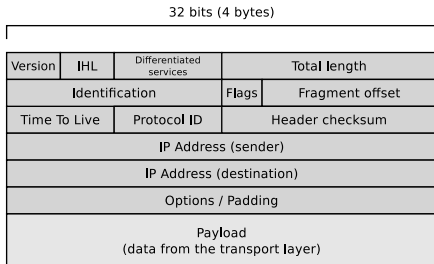 32 bits (4 bytes)
Version IHL Differentiated services Total length
Identification Flags Fragment offset
Time To Live Protocol ID Header checksum
IP Address (sender)
IP Address (destination)
Options / Padding
Payload
(data from the transport layer)